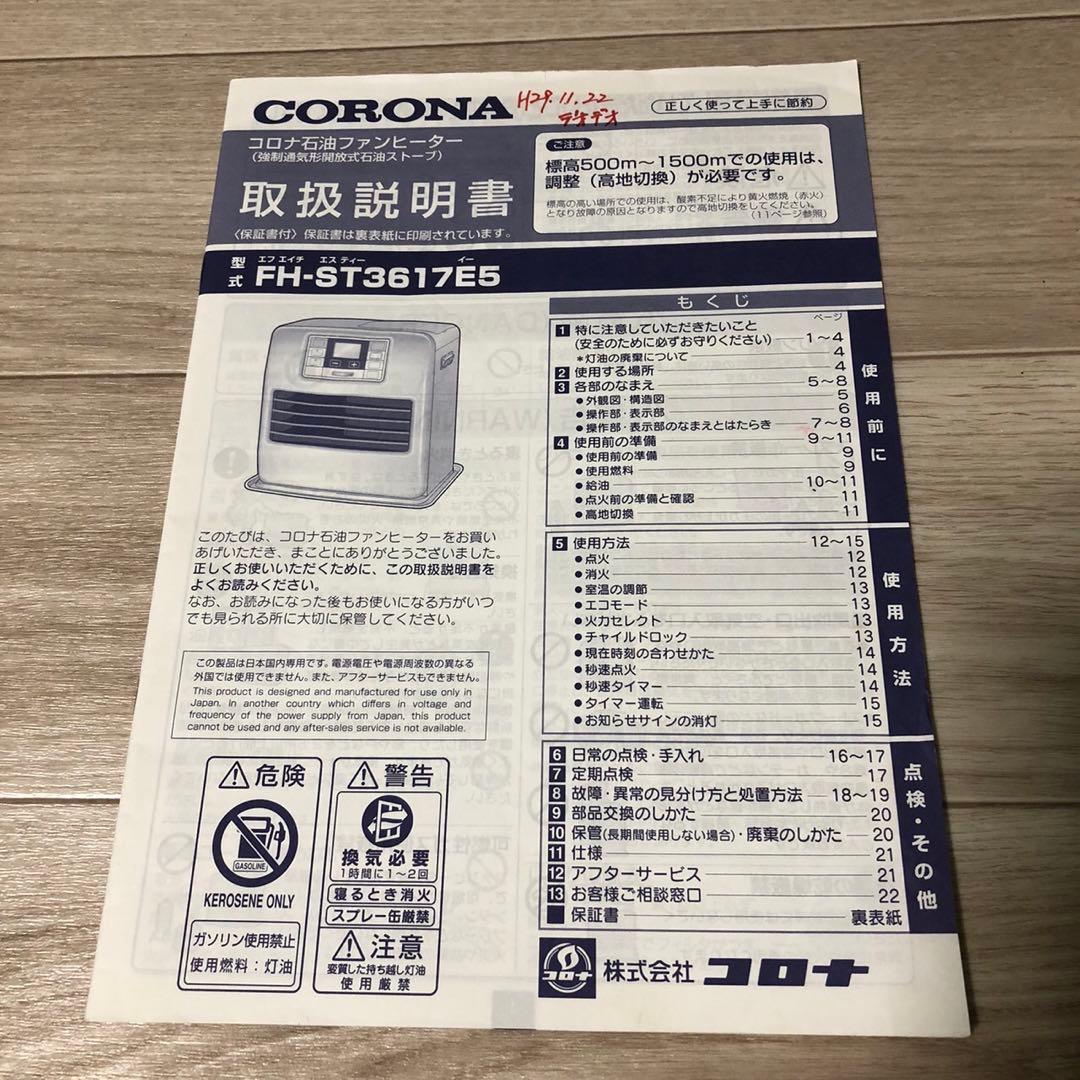 CORONA
H29.11.22
デオデオ
正しく使って上手に節約
コロナ石油ファンヒーター
(強制通気形開放式石油ストーブ)
取扱説明書
〈保証書付〉保証書は裏表紙に印刷されています。
ご注意
標高500m～1500mでの使用は、
調整（高地切換）が必要です。
標高の高い場所での使用は、酸素不足により黄火燃焼（赤火）
となり故障の原因となりますので高地切換をしてください。
(11ページ参照)
エフ エイチ エス ティー イー
型式 FH-ST3617E5
もくじ
ページ
1 特に注意していただきたいこと
(安全のために必ずお守りください) 1～4
*灯油の廃棄について 4
2 使用する場所 4
3 各部のなまえ 5～8
●外観図・構造図 5
●操作部・表示部 6
●操作部・表示部のなまえとはたらき 7～8
4 使用前の準備 9～11
●使用前の準備 9
●使用燃料 9
●給油 10～11
●点火前の準備と確認 11
●高地切換 11
使用前に
5 使用方法 12～15
●点火 12
●消火 12
●室温の調節 13
●エコモード 13
●火力セレクト 13
●チャイルドロック 13
●現在時刻の合わせかた 14
●秒速点火 14
●秒速タイマー 14
●タイマー運転 15
●お知らせサインの消灯 15
使用方法
6 日常の点検・手入れ 16～17
7 定期点検 17
8 故障・異常の見分け方と処置方法 18～19
9 部品交換のしかた 20
10 保管(長期間使用しない場合)・廃棄のしかた 20
11 仕様 21
12 アフターサービス 21
13 お客様ご相談窓口 22
■ 保証書 裏表紙
点検・その他
このたびは、コロナ石油ファンヒーターをお買い
あげいただき、まことにありがとうございました。
正しくお使いいただくために、この取扱説明書を
よくお読みください。
なお、お読みになった後もお使いになる方がいつ
でも見られる所に大切に保管してください。
この製品は日本国内専用です。電源電圧や電源周波数の異なる
外国では使用できません。また、アフターサービスもできません。
This product is designed and manufactured for use only in
Japan. In another country which differs in voltage and
frequency of the power supply from Japan, this product
cannot be used and any after-sales service is not available.
危険
GASOLINE
KEROSENE ONLY
ガソリン使用禁止
使用燃料：灯油
警告
換気必要
1時間に1～2回
寝るとき消火
スプレー缶厳禁
注意
変質した持ち越し灯油
使用厳禁
コロナ
株式会社 コロナ